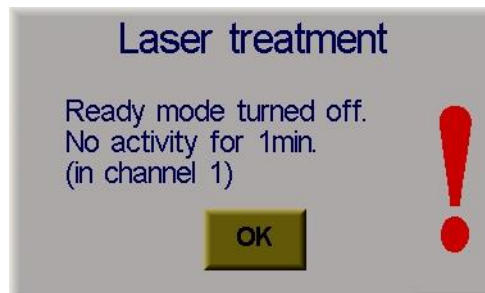 Laser treatment
Ready mode turned off.
No activity for 1min.
(in channel 1)
OK